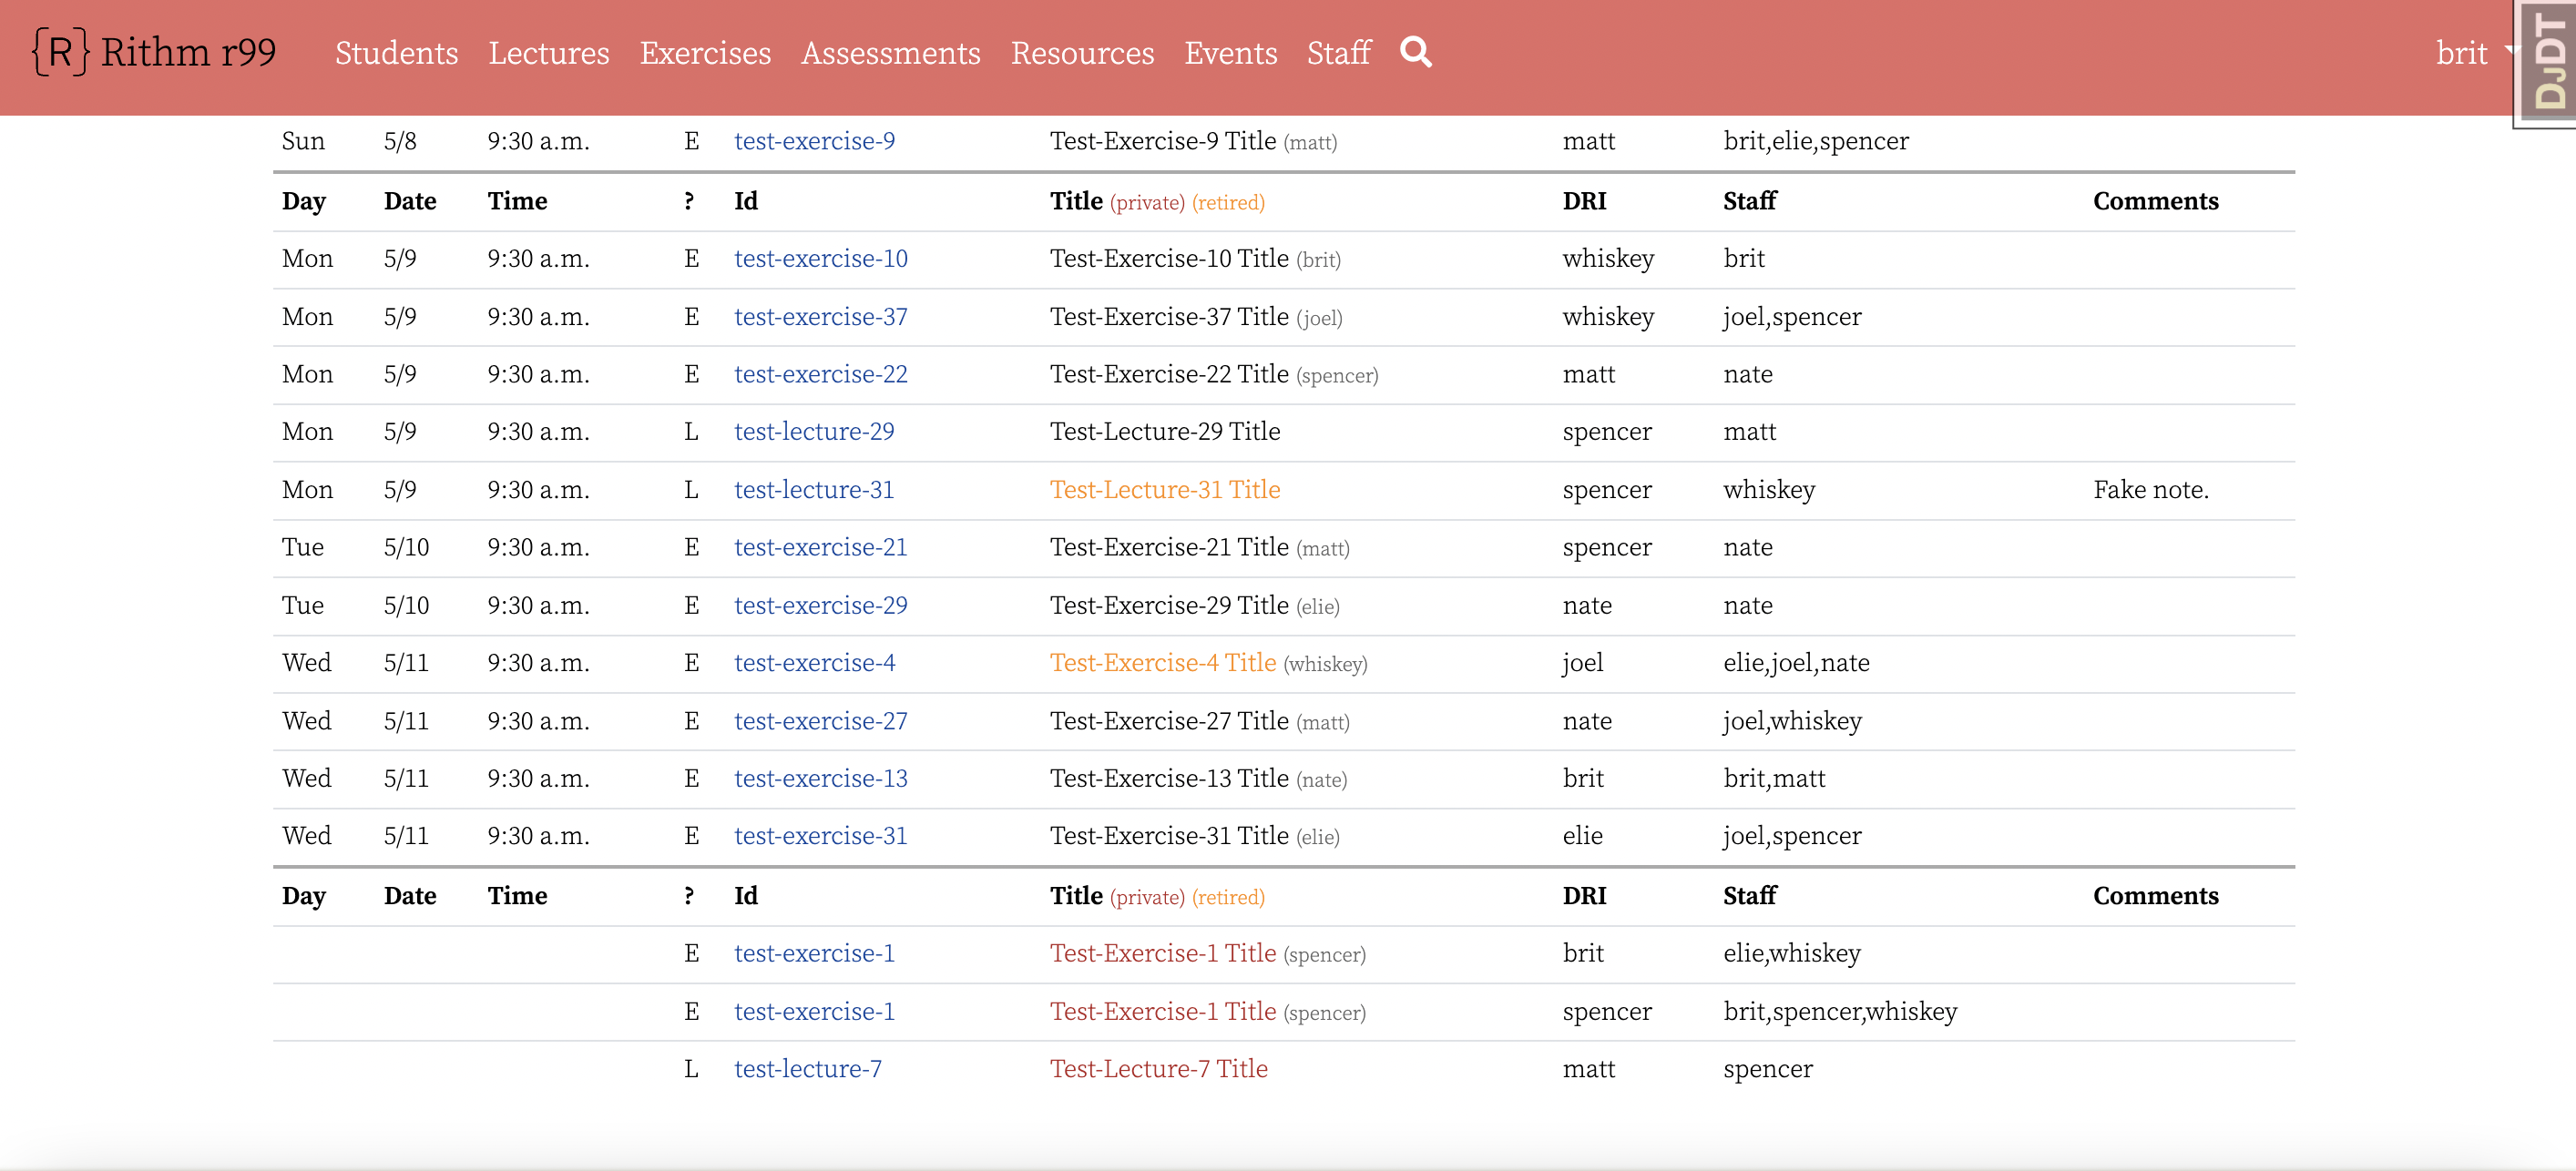 {R} Rithm r99 Students Lectures Exercises Assessments Resources Events Staff brit DJDT
Sun 5/8 9:30 a.m. E test-exercise-9 Test-Exercise-9 Title (matt) matt brit,elie,spencer
Day Date Time ? Id Title (private) (retired) DRI Staff Comments
Mon 5/9 9:30 a.m. E test-exercise-10 Test-Exercise-10 Title (brit) whiskey brit
Mon 5/9 9:30 a.m. E test-exercise-37 Test-Exercise-37 Title (joel) whiskey joel,spencer
Mon 5/9 9:30 a.m. E test-exercise-22 Test-Exercise-22 Title (spencer) matt nate
Mon 5/9 9:30 a.m. L test-lecture-29 Test-Lecture-29 Title spencer matt
Mon 5/9 9:30 a.m. L test-lecture-31 Test-Lecture-31 Title spencer whiskey Fake note.
Tue 5/10 9:30 a.m. E test-exercise-21 Test-Exercise-21 Title (matt) spencer nate
Tue 5/10 9:30 a.m. E test-exercise-29 Test-Exercise-29 Title (elie) nate nate
Wed 5/11 9:30 a.m. E test-exercise-4 Test-Exercise-4 Title (whiskey) joel elie,joel,nate
Wed 5/11 9:30 a.m. E test-exercise-27 Test-Exercise-27 Title (matt) nate joel,whiskey
Wed 5/11 9:30 a.m. E test-exercise-13 Test-Exercise-13 Title (nate) brit brit,matt
Wed 5/11 9:30 a.m. E test-exercise-31 Test-Exercise-31 Title (elie) elie joel,spencer
Day Date Time ? Id Title (private) (retired) DRI Staff Comments
E test-exercise-1 Test-Exercise-1 Title (spencer) brit elie,whiskey
E test-exercise-1 Test-Exercise-1 Title (spencer) spencer brit,spencer,whiskey
L test-lecture-7 Test-Lecture-7 Title matt spencer